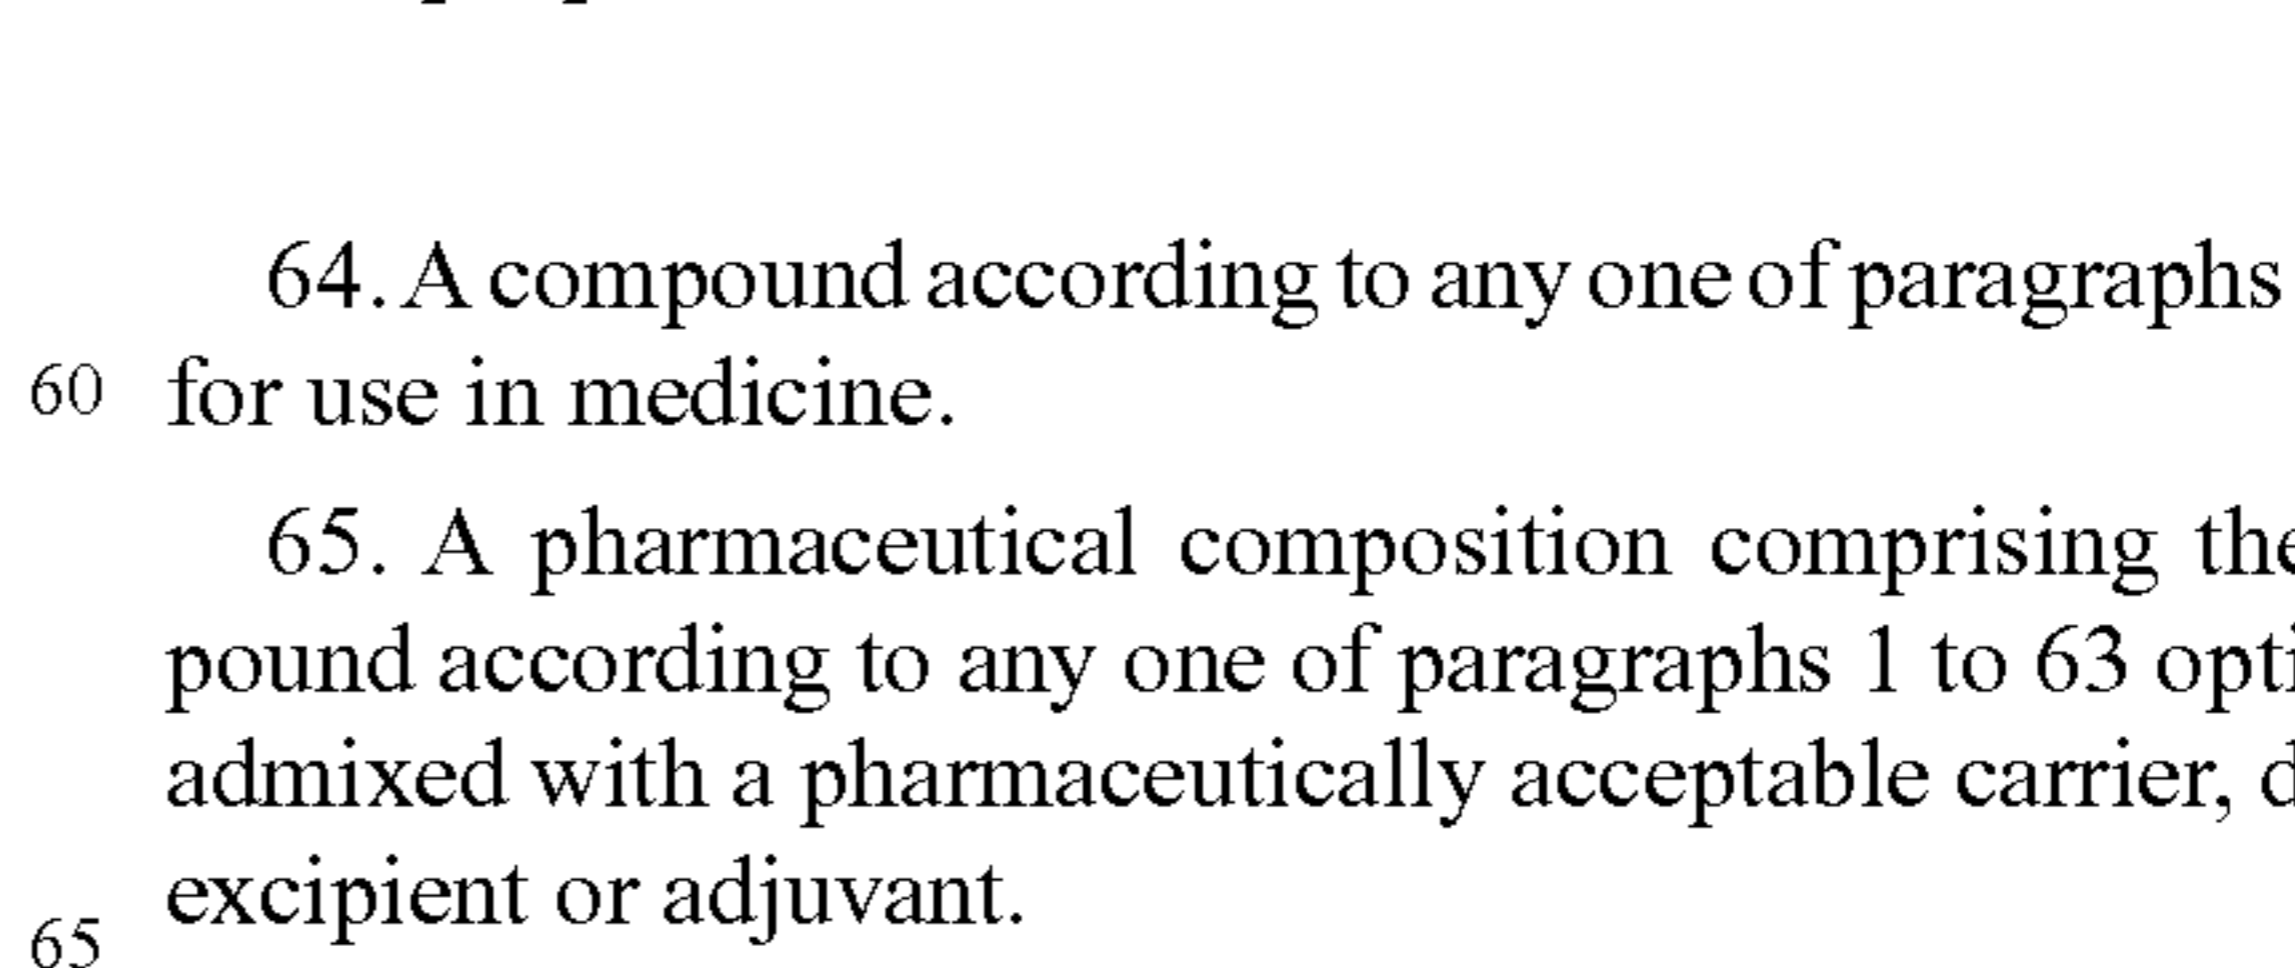 64. A compound according to any one of paragraphs
60 for use in medicine.
65. A pharmaceutical composition comprising the
pound according to any one of paragraphs 1 to 63
admixed with a pharmaceutically acceptable carrier,
excipient or adjuvant.
65